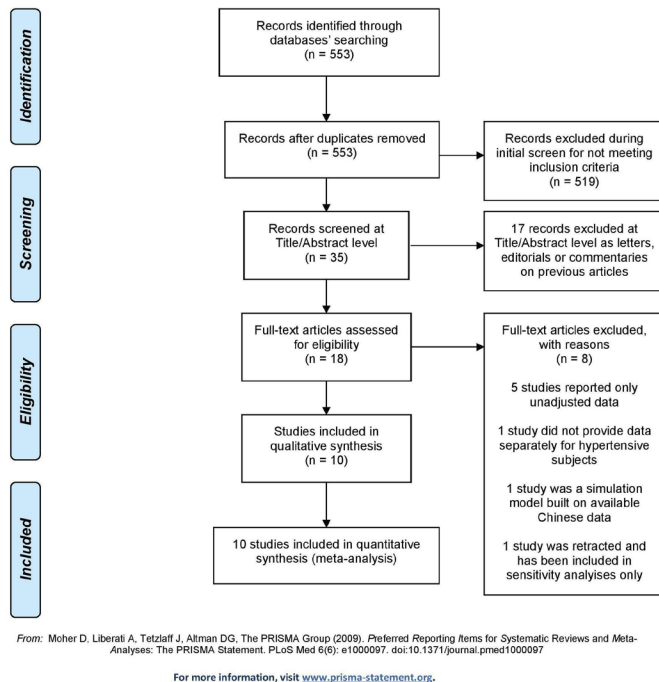 Identification
Records identified through
databases' searching
(n = 553)
Records after duplicates removed
(n = 553)
Records excluded during
initial screen for not meeting
inclusion criteria
(n = 519)
Screening
Records screened at
Title/Abstract level
(n = 35)
17 records excluded at
Title/Abstract level as letters,
editorials or commentaries
on previous articles
Eligibility
Full-text articles assessed
for eligibility
(n = 18)
Full-text articles excluded,
with reasons
(n = 8)
5 studies reported only
unadjusted data
1 study did not provide data
separately for hypertensive
subjects
1 study was a simulation
model built on available
Chinese data
1 study was retracted and
has been included in
sensitivity analyises only
Studies included in
qualitative synthesis
(n = 10)
Included
10 studies included in quantitative
synthesis (meta-analysis)
From: Moher D, Liberati A, Tetzlaff J, Altman DG, The PRISMA Group (2009). Preferred Reporting Items for Systematic Reviews and Meta-
Analyses: The PRISMA Statement. PLoS Med 6(6): e1000097. doi:10.1371/journal.pmed1000097
For more information, visit www.prisma-statement.org.